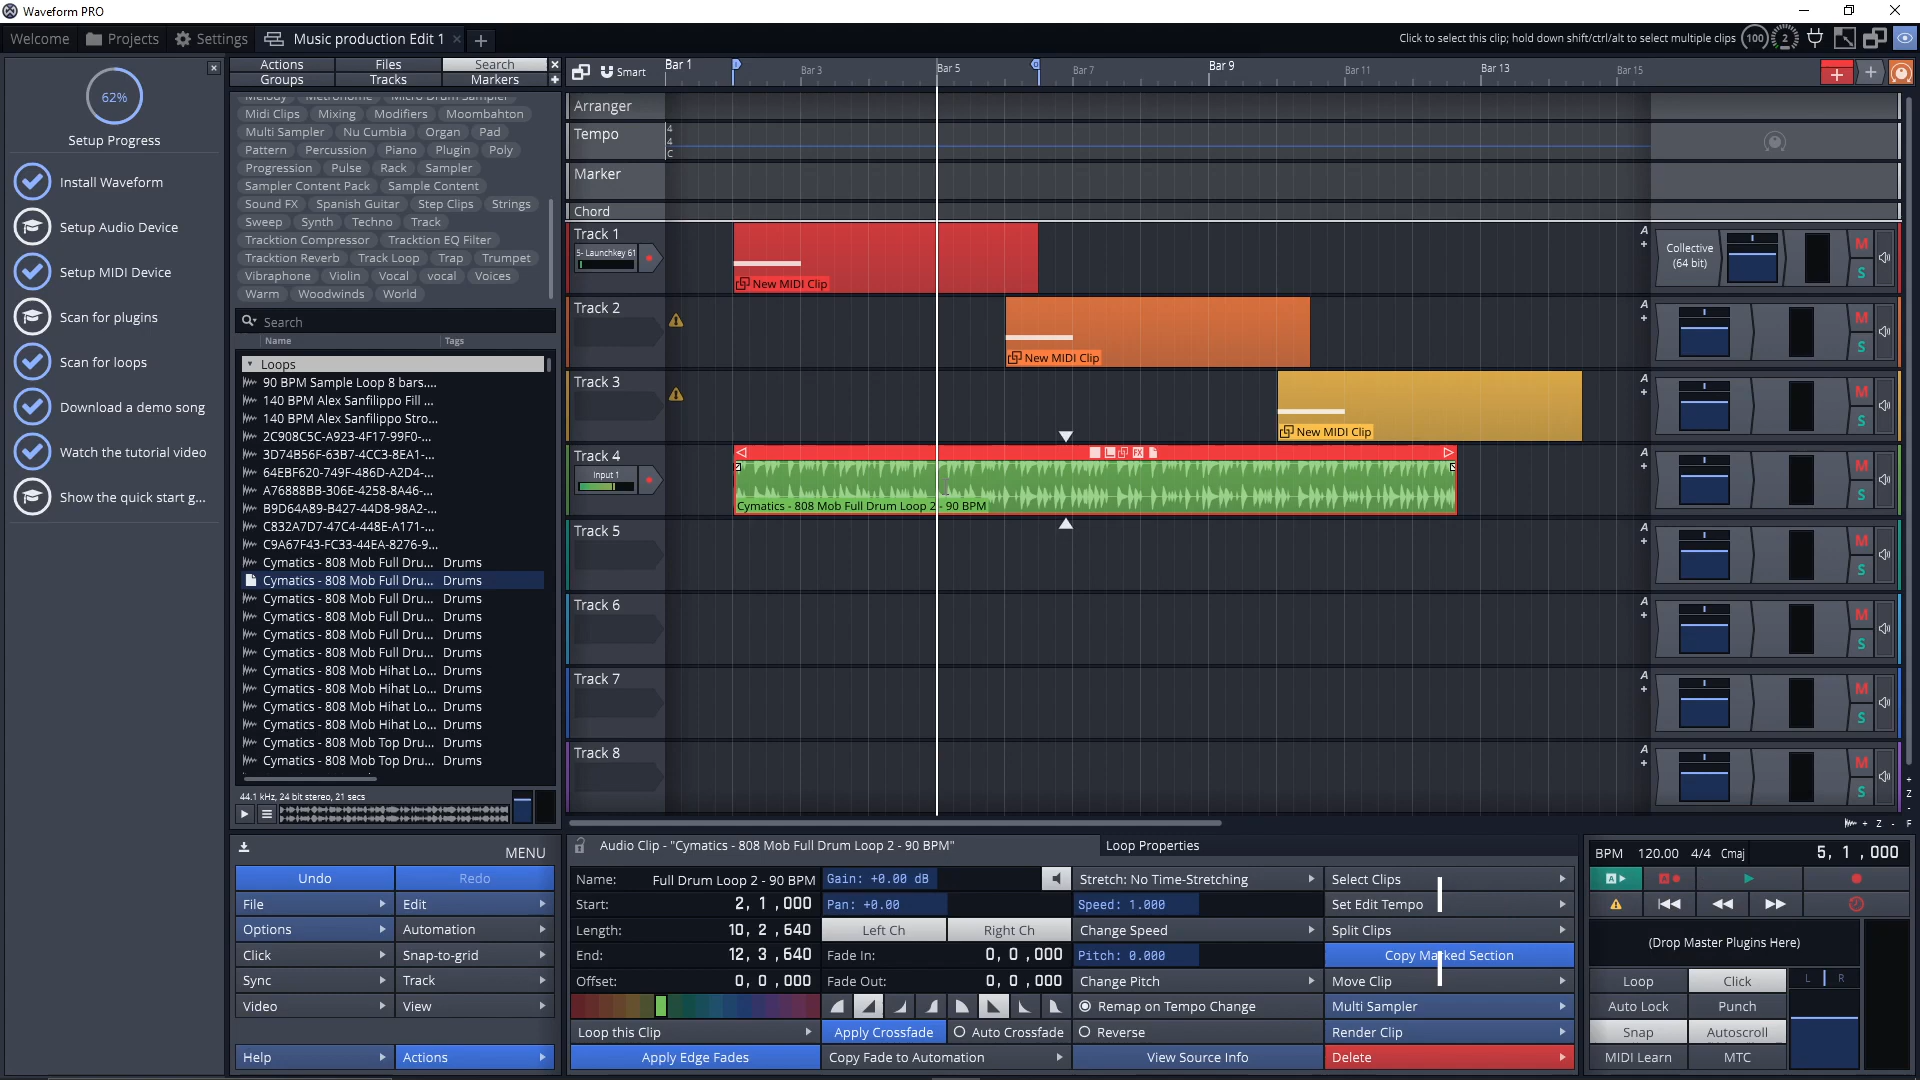 Waveform PRO
Welcome
Projects
Settings
Music production Edit 1
Click to select this clip; hold down shift/ctrl/alt to select multiple clips
100
2
62%
Setup Progress
Install Waveform
Setup Audio Device
Setup MIDI Device
Scan for plugins
Scan for loops
Download a demo song
Watch the tutorial video
Show the quick start g...
Actions Files Search
Groups Tracks Markers
Melody Metronome Micro Drum Sampler
Midi Clips Mixing Modifiers Moombahton
Multi Sampler Nu Cumbia Organ Pad
Pattern Percussion Piano Plugin Poly
Progression Pulse Rack Sampler
Sampler Content Pack Sample Content
Sound FX Spanish Guitar Step Clips Strings
Sweep Synth Techno Track
Tracktion Compressor Tracktion EQ Filter
Tracktion Reverb Track Loop Trap Trumpet
Vibraphone Violin Vocal vocal Voices
Warm Woodwinds World
Search
Name Tags
Loops
90 BPM Sample Loop 8 bars....
140 BPM Alex Sanfilippo Fill ...
140 BPM Alex Sanfilippo Stro...
2C908C5C-A923-4F17-99F0-...
3D74B56F-63B7-4CC3-8EA1-...
64EBF620-749F-486D-A2D4-...
A76888BB-306E-4258-8A46-...
B9D64A89-B427-44D8-98A2-...
C832A7D7-47C4-448E-A171-...
C9A67F43-FC33-44EA-8276-9...
Cymatics - 808 Mob Full Dru... Drums
Cymatics - 808 Mob Full Dru... Drums
Cymatics - 808 Mob Full Dru... Drums
Cymatics - 808 Mob Full Dru... Drums
Cymatics - 808 Mob Full Dru... Drums
Cymatics - 808 Mob Full Dru... Drums
Cymatics - 808 Mob Hihat Lo... Drums
Cymatics - 808 Mob Hihat Lo... Drums
Cymatics - 808 Mob Hihat Lo... Drums
Cymatics - 808 Mob Hihat Lo... Drums
Cymatics - 808 Mob Top Dru... Drums
Cymatics - 808 Mob Top Dru... Drums
44.1 kHz, 24 bit stereo, 21 secs
Smart
Bar 1 Bar 3 Bar 5 Bar 7 Bar 9 Bar 11 Bar 13 Bar 15
Arranger
Tempo
4
4
C
Marker
Chord
Track 1
5- Launchkey 61
New MIDI Clip
A
Collective
(64 bit)
M
S
Track 2
New MIDI Clip
A
M
S
Track 3
New MIDI Clip
A
M
S
Track 4
Input 1
FX
Cymatics - 808 Mob Full Drum Loop 2 - 90 BPM
A
M
S
Track 5
A
M
S
Track 6
A
M
S
Track 7
A
M
S
Track 8
A
M
S
+
Z
-
+ Z - F
MENU
Undo Redo
File Edit
Options Automation
Click Snap-to-grid
Sync Track
Video View
Help Actions
Audio Clip - "Cymatics - 808 Mob Full Drum Loop 2 - 90 BPM"
Loop Properties
Name: Full Drum Loop 2 - 90 BPM
Start: 2, 1, 000
Length: 10, 2, 640
End: 12, 3, 640
Offset: 0, 0, 000
Loop this Clip
Apply Edge Fades
Gain: +0.00 dB
Pan: +0.00
Left Ch Right Ch
Fade In: 0, 0, 000
Fade Out: 0, 0, 000
Apply Crossfade Auto Crossfade
Copy Fade to Automation
Stretch: No Time-Stretching
Speed: 1.000
Change Speed
Pitch: 0.000
Change Pitch
Remap on Tempo Change
Reverse
View Source Info
Select Clips
Set Edit Tempo
Split Clips
Copy Marked Section
Move Clip
Multi Sampler
Render Clip
Delete
BPM 120.00 4/4 Cmaj 5, 1, 000
A
A
(Drop Master Plugins Here)
Loop Click
Auto Lock Punch
Snap Autoscroll
MIDI Learn MTC
L R